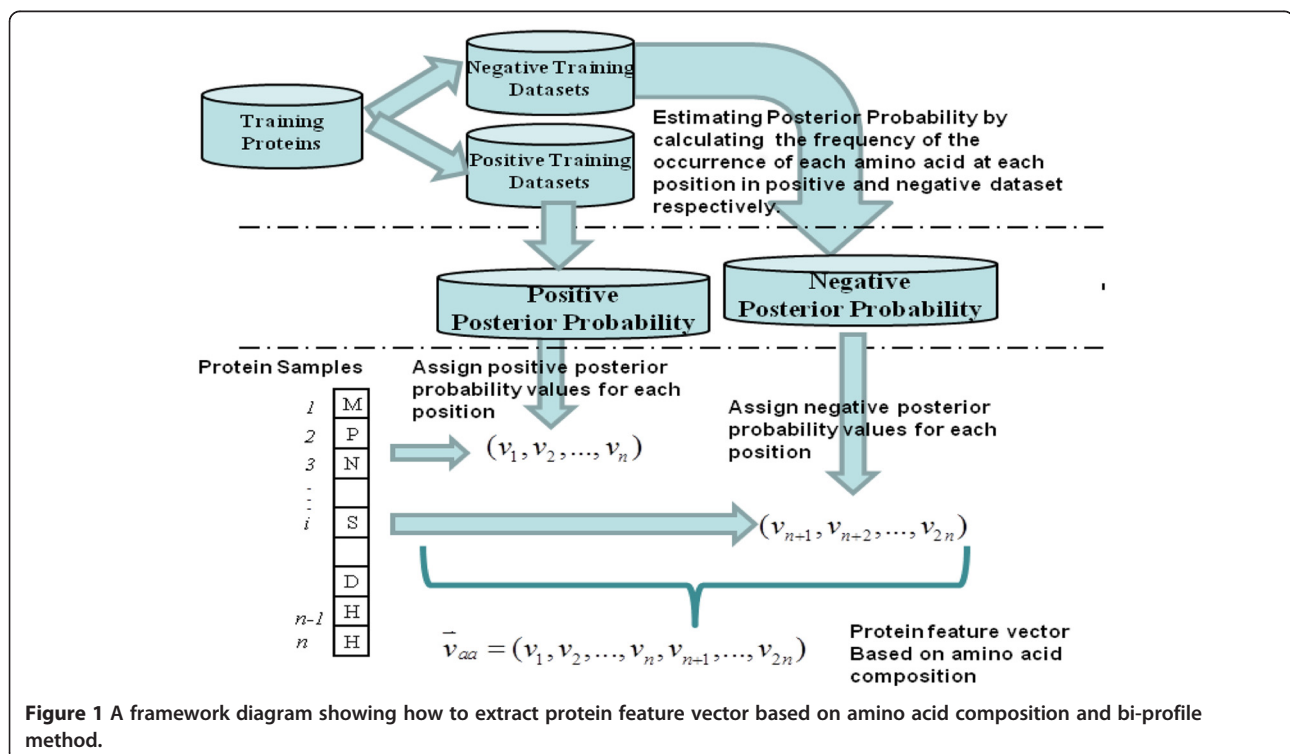 Training
Proteins
Negative Training
Datasets
Positive Training
Datasets
Estimating Posterior Probability by
calculating the frequency of the
occurrence of each amino acid at each
position in positive and negative dataset
respectively.
Positive
Posterior Probability
Negative
Posterior Probability
Protein Samples
1 M
2 P
3 N
i S
D
n-1 H
n H
Assign positive posterior
probability values for each
position
(v₁, v₂, ..., vₙ)
Assign negative posterior
probability values for each
position
(vₙ₊₁, vₙ₊₂, ..., v₂ₙ)
v⃗ₐₐ = (v₁, v₂, ..., vₙ, vₙ₊₁, ..., v₂ₙ)
Protein feature vector
Based on amino acid
composition
Figure 1 A framework diagram showing how to extract protein feature vector based on amino acid composition and bi-profile
method.